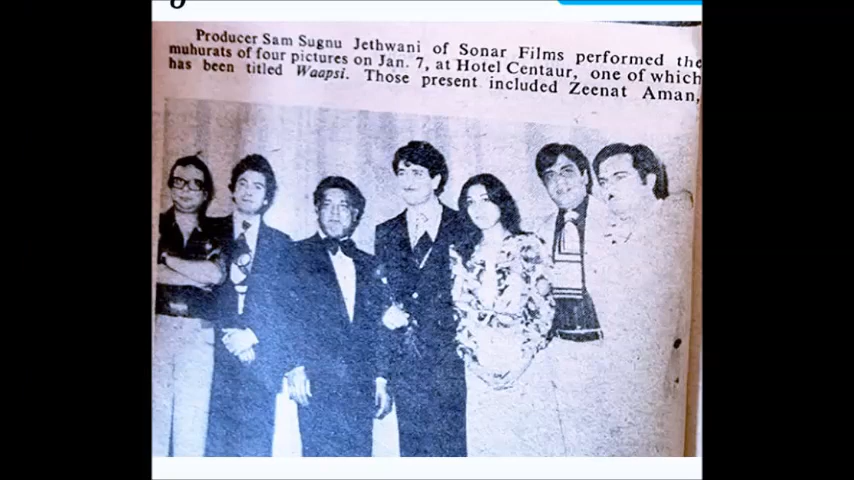 Producer Sam Sugnu Jethwani of Sonar Films performed the
muhurats of four pictures on Jan. 7, at Hotel Centaur, one of which
has been titled Waapsi. Those present included Zeenat Aman,